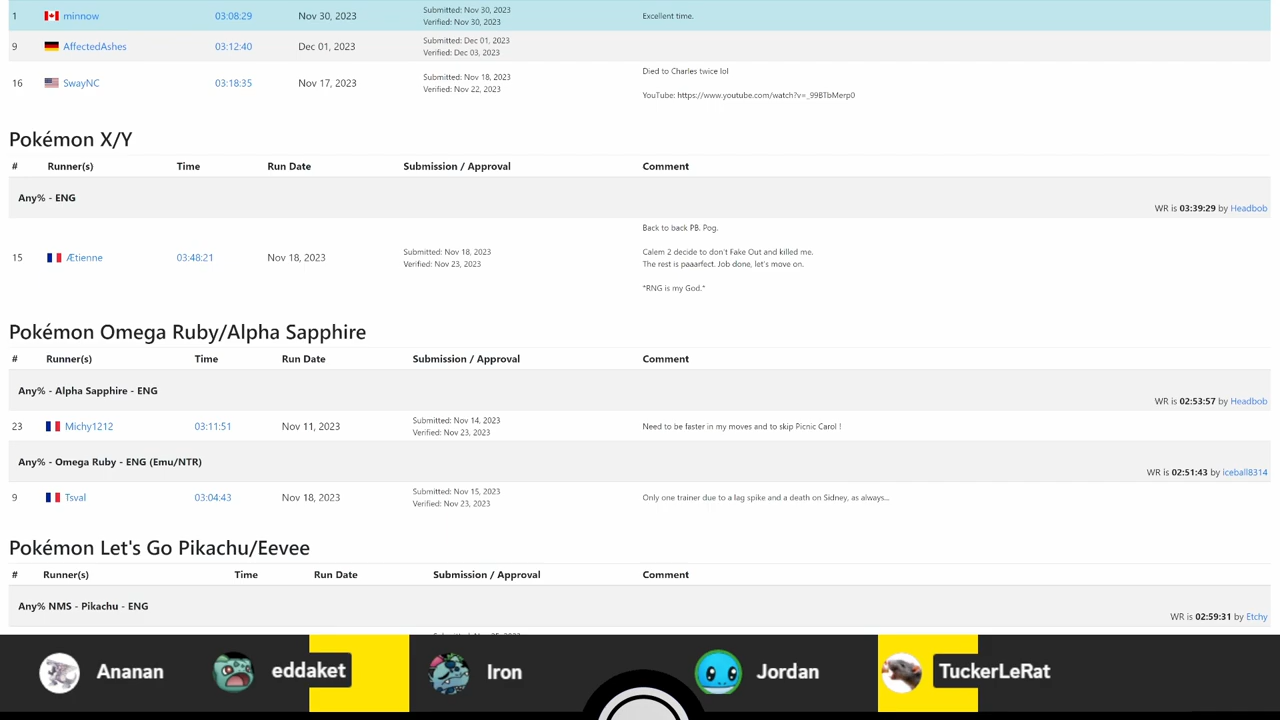 1 minnow 03:08:29 Nov 30, 2023 Submitted: Nov 30, 2023 Excellent time.
Verified: Nov 30, 2023
9 AffectedAshes 03:12:40 Dec 01, 2023 Submitted: Dec 01, 2023
Verified: Dec 03, 2023
16 SwayNC 03:18:35 Nov 17, 2023 Submitted: Nov 18, 2023 Died to Charles twice lol
Verified: Nov 22, 2023
YouTube: https://www.youtube.com/watch?v=_99BTbMerp0
Pokémon X/Y
# Runner(s) Time Run Date Submission / Approval Comment
Any% - ENG
WR is 03:39:29 by Headbob
Back to back PB. Pog.
15 Ætienne 03:48:21 Nov 18, 2023 Submitted: Nov 18, 2023 Calem 2 decide to don't Fake Out and killed me.
Verified: Nov 23, 2023 The rest is paaarfect. Job done, let's move on.
*RNG is my God.*
Pokémon Omega Ruby/Alpha Sapphire
# Runner(s) Time Run Date Submission / Approval Comment
Any% - Alpha Sapphire - ENG
WR is 02:53:57 by Headbob
23 Michy1212 03:11:51 Nov 11, 2023 Submitted: Nov 14, 2023 Need to be faster in my moves and to skip Picnic Carol !
Verified: Nov 23, 2023
Any% - Omega Ruby - ENG (Emu/NTR)
WR is 02:51:43 by iceball8314
9 Tsval 03:04:43 Nov 18, 2023 Submitted: Nov 15, 2023 Only one trainer due to a lag spike and a death on Sidney, as always...
Verified: Nov 23, 2023
Pokémon Let's Go Pikachu/Eevee
# Runner(s) Time Run Date Submission / Approval Comment
Any% NMS - Pikachu - ENG
WR is 02:59:31 by Etchy
Ananan eddaket Iron Jordan TuckerLeRat